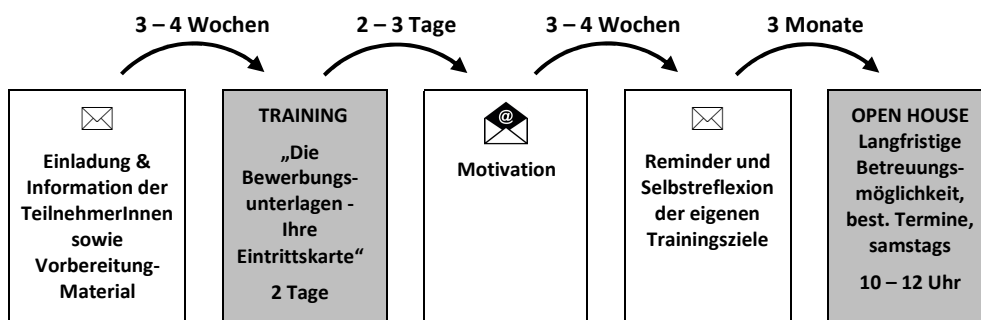 3 – 4 Wochen
2 – 3 Tage
3 – 4 Wochen
3 Monate
Einladung &
Information der
TeilnehmerInnen
sowie
Vorbereitung-
Material
TRAINING
„Die
Bewerbungs-
unterlagen -
Ihre
Eintrittskarte“
2 Tage
@
Motivation
Reminder und
Selbstreflexion
der eigenen
Trainingsziele
OPEN HOUSE
Langfristige
Betreuungs-
möglichkeit,
best. Termine,
samstags
10 – 12 Uhr